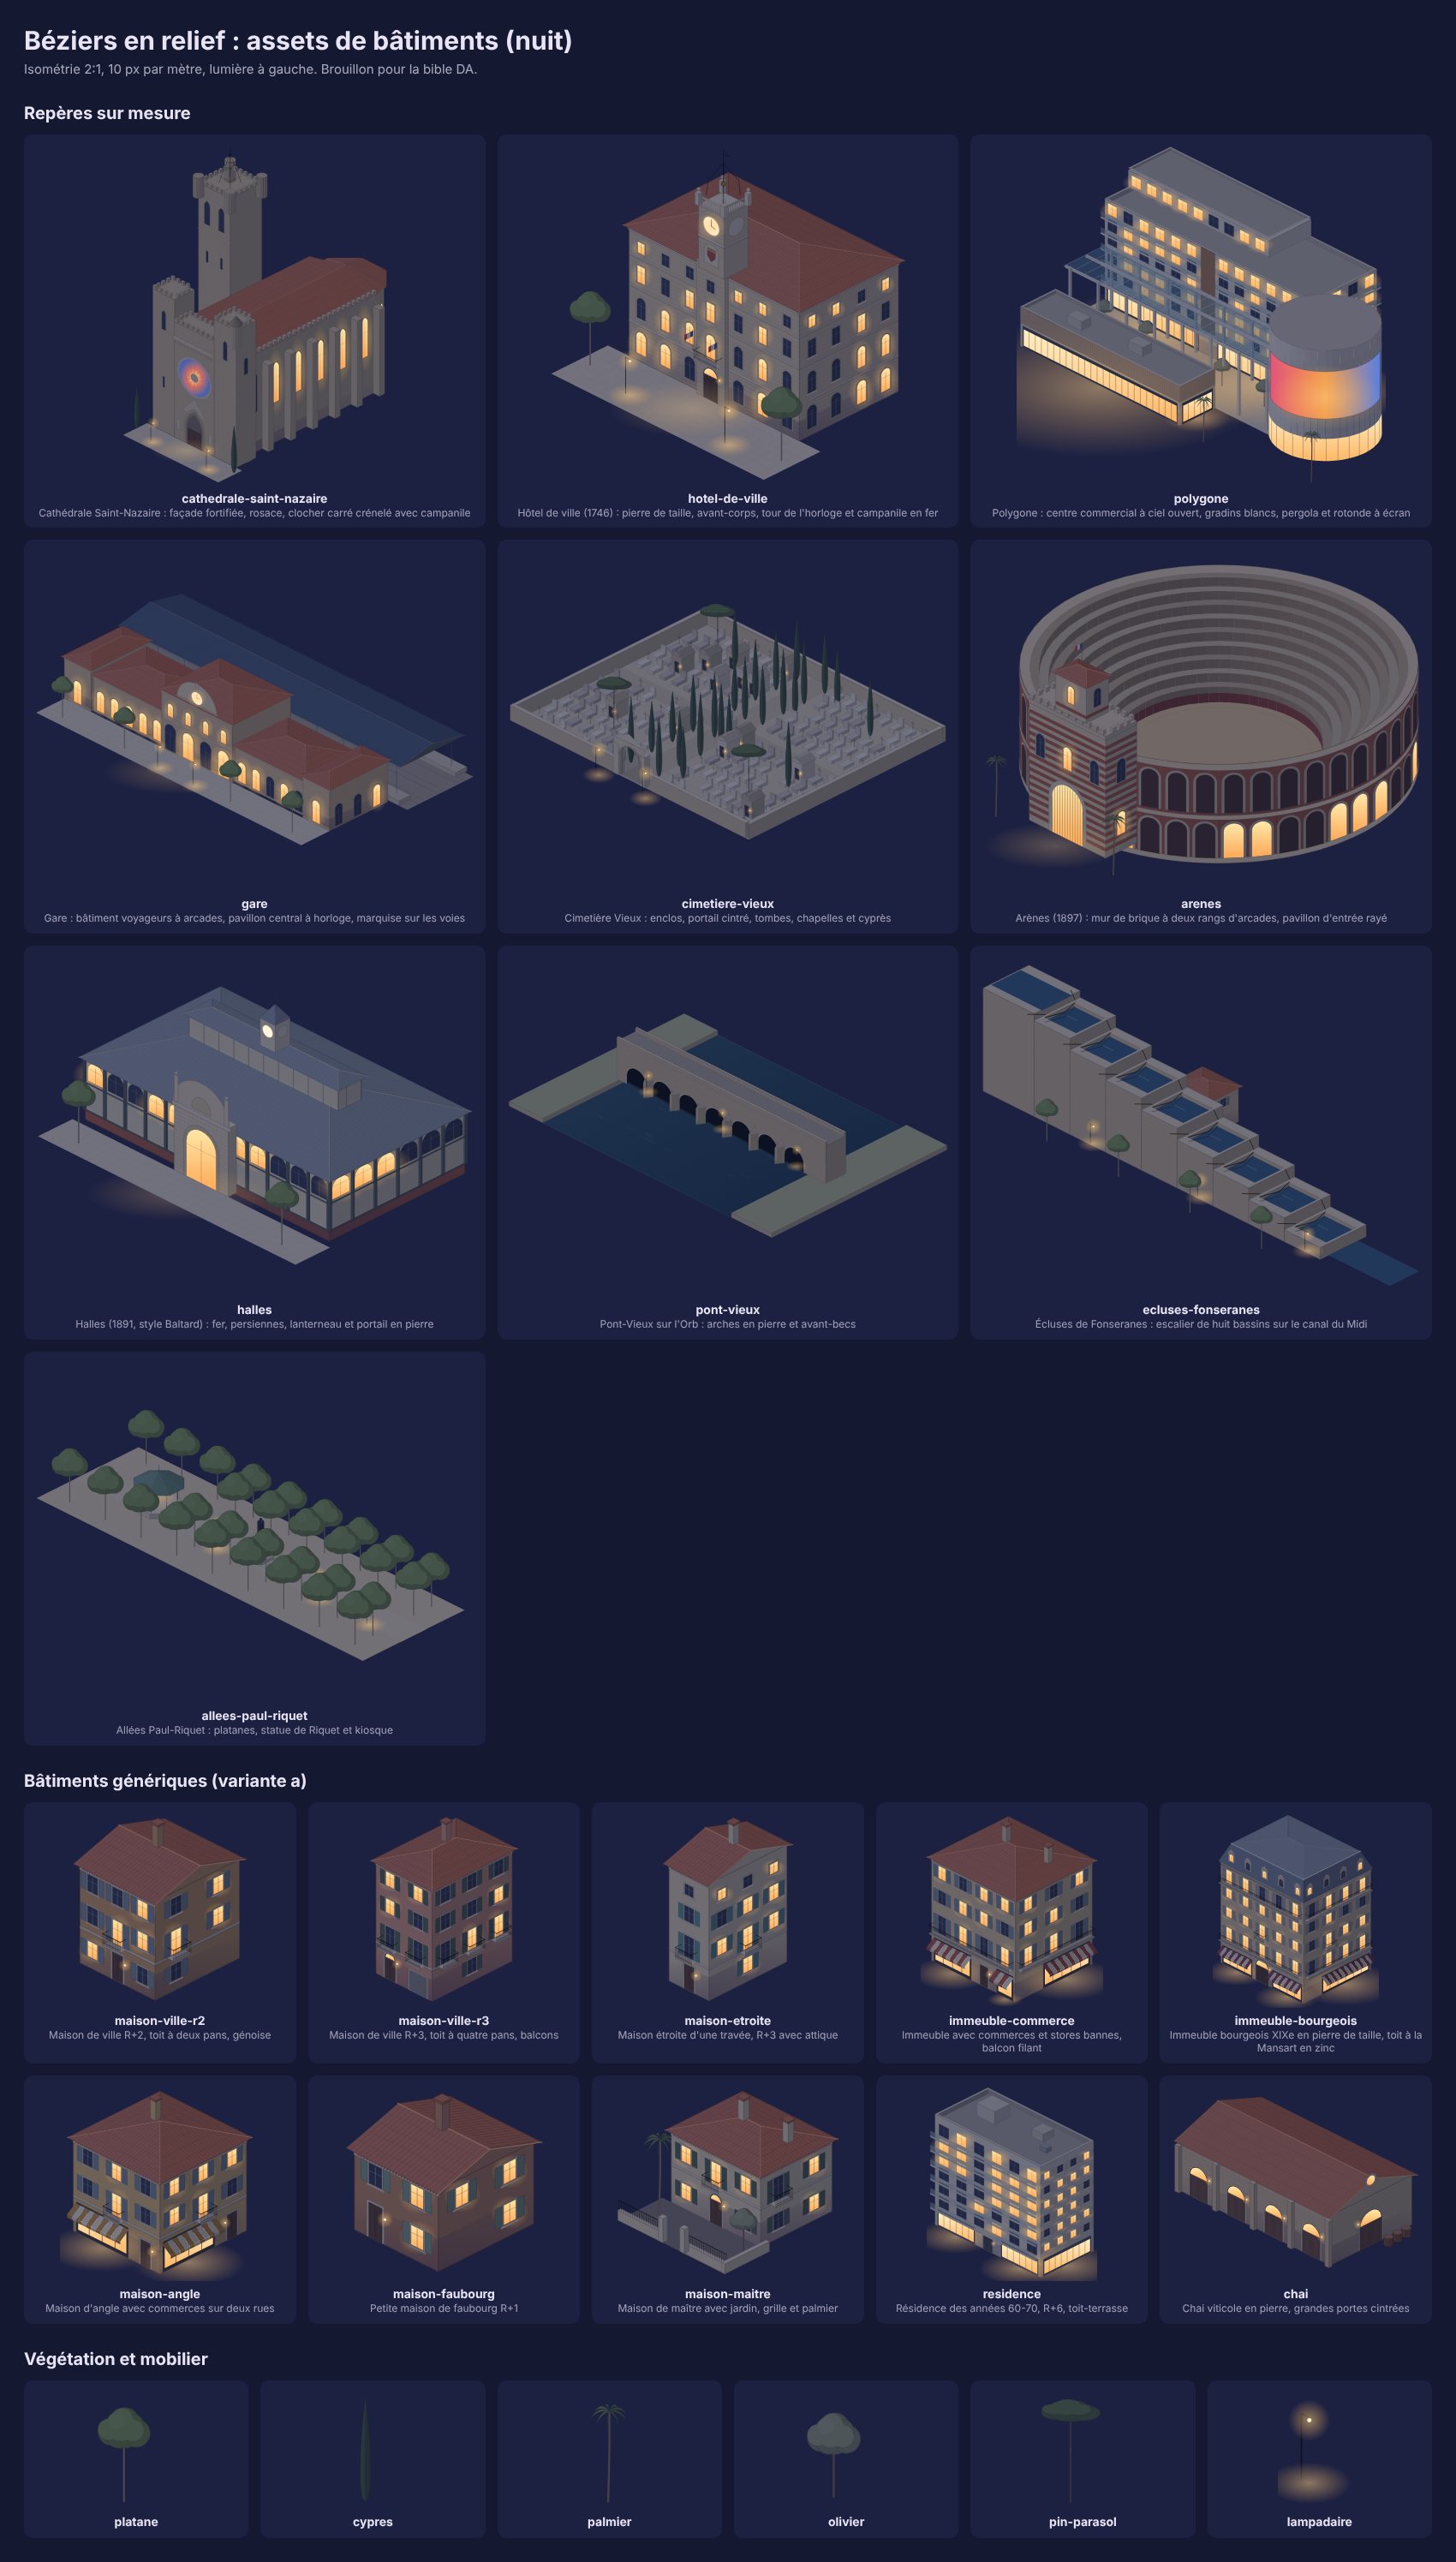 Béziers en relief : assets de bâtiments (nuit)
Isométrie 2:1, 10 px par mètre, lumière à gauche. Brouillon pour la bible DA.
Repères sur mesure
cathedrale-saint-nazaire
Cathédrale Saint-Nazaire : façade fortifiée, rosace, clocher carré crénelé avec campanile
hotel-de-ville
Hôtel de ville (1746) : pierre de taille, avant-corps, tour de l'horloge et campanile en fer
polygone
Polygone : centre commercial à ciel ouvert, gradins blancs, pergola et rotonde à écran
gare
Gare : bâtiment voyageurs à arcades, pavillon central à horloge, marquise sur les voies
cimetiere-vieux
Cimetière Vieux : enclos, portail cintré, tombes, chapelles et cyprès
arenes
Arènes (1897) : mur de brique à deux rangs d'arcades, pavillon d'entrée rayé
halles
Halles (1891, style Baltard) : fer, persiennes, lanterneau et portail en pierre
pont-vieux
Pont-Vieux sur l'Orb : arches en pierre et avant-becs
ecluses-fonseranes
Écluses de Fonseranes : escalier de huit bassins sur le canal du Midi
allees-paul-riquet
Allées Paul-Riquet : platanes, statue de Riquet et kiosque
Bâtiments génériques (variante a)
maison-ville-r2
Maison de ville R+2, toit à deux pans, génoise
maison-ville-r3
Maison de ville R+3, toit à quatre pans, balcons
maison-etroite
Maison étroite d'une travée, R+3 avec attique
immeuble-commerce
Immeuble avec commerces et stores bannes,
balcon filant
immeuble-bourgeois
Immeuble bourgeois XIXe en pierre de taille, toit à la
Mansart en zinc
maison-angle
Maison d'angle avec commerces sur deux rues
maison-faubourg
Petite maison de faubourg R+1
maison-maitre
Maison de maître avec jardin, grille et palmier
residence
Résidence des années 60-70, R+6, toit-terrasse
chai
Chai viticole en pierre, grandes portes cintrées
Végétation et mobilier
platane
cypres
palmier
olivier
pin-parasol
lampadaire